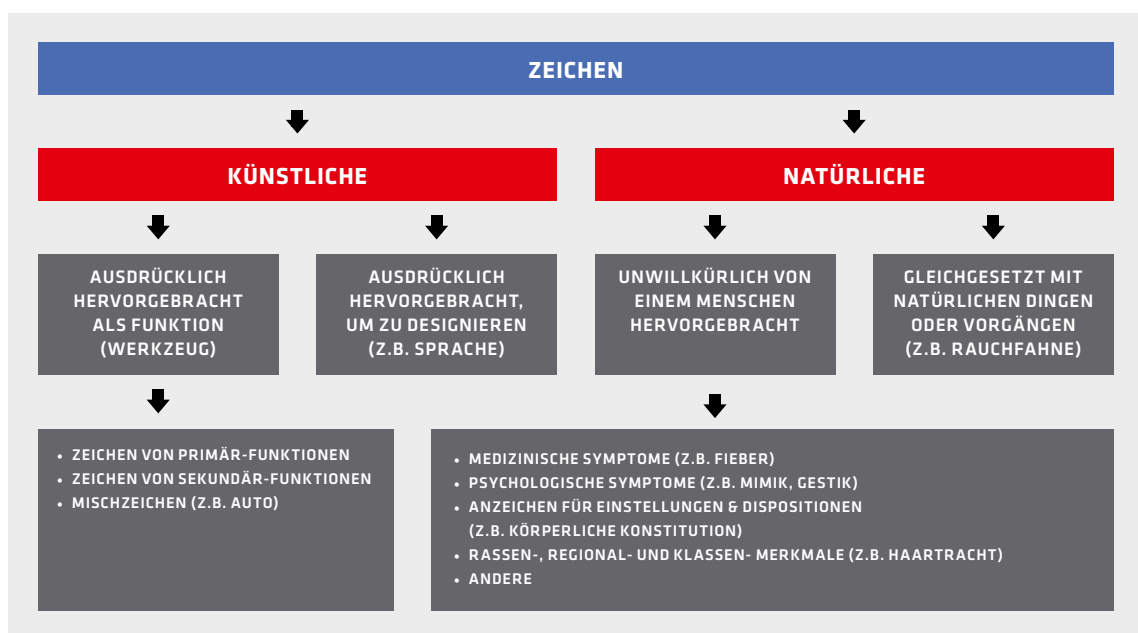 ZEICHEN
KÜNSTLICHE
NATÜRLICHE
AUSDRÜCKLICH
HERVORGEBRACHT
ALS FUNKTION
(WERKZEUG)
AUSDRÜCKLICH
HERVORGEBRACHT,
UM ZU DESIGNIEREN
(Z.B. SPRACHE)
UNWILLKÜRLICH VON
EINEM MENSCHEN
HERVORGEBRACHT
GLEICHGESETZT MIT
NATÜRLICHEN DINGEN
ODER VORGÄNGEN
(Z.B. RAUCHFAHNE)
• ZEICHEN VON PRIMÄR-FUNKTIONEN
• ZEICHEN VON SEKUNDÄR-FUNKTIONEN
• MISCHZEICHEN (Z.B. AUTO)
• MEDIZINISCHE SYMPTOME (Z.B. FIEBER)
• PSYCHOLOGISCHE SYMPTOME (Z.B. MIMIK, GESTIK)
• ANZEICHEN FÜR EINSTELLUNGEN & DISPOSITIONEN
(Z.B. KÖRPERLICHE KONSTITUTION)
• RASSEN-, REGIONAL- UND KLASSEN- MERKMALE (Z.B. HAARTRACHT)
• ANDERE